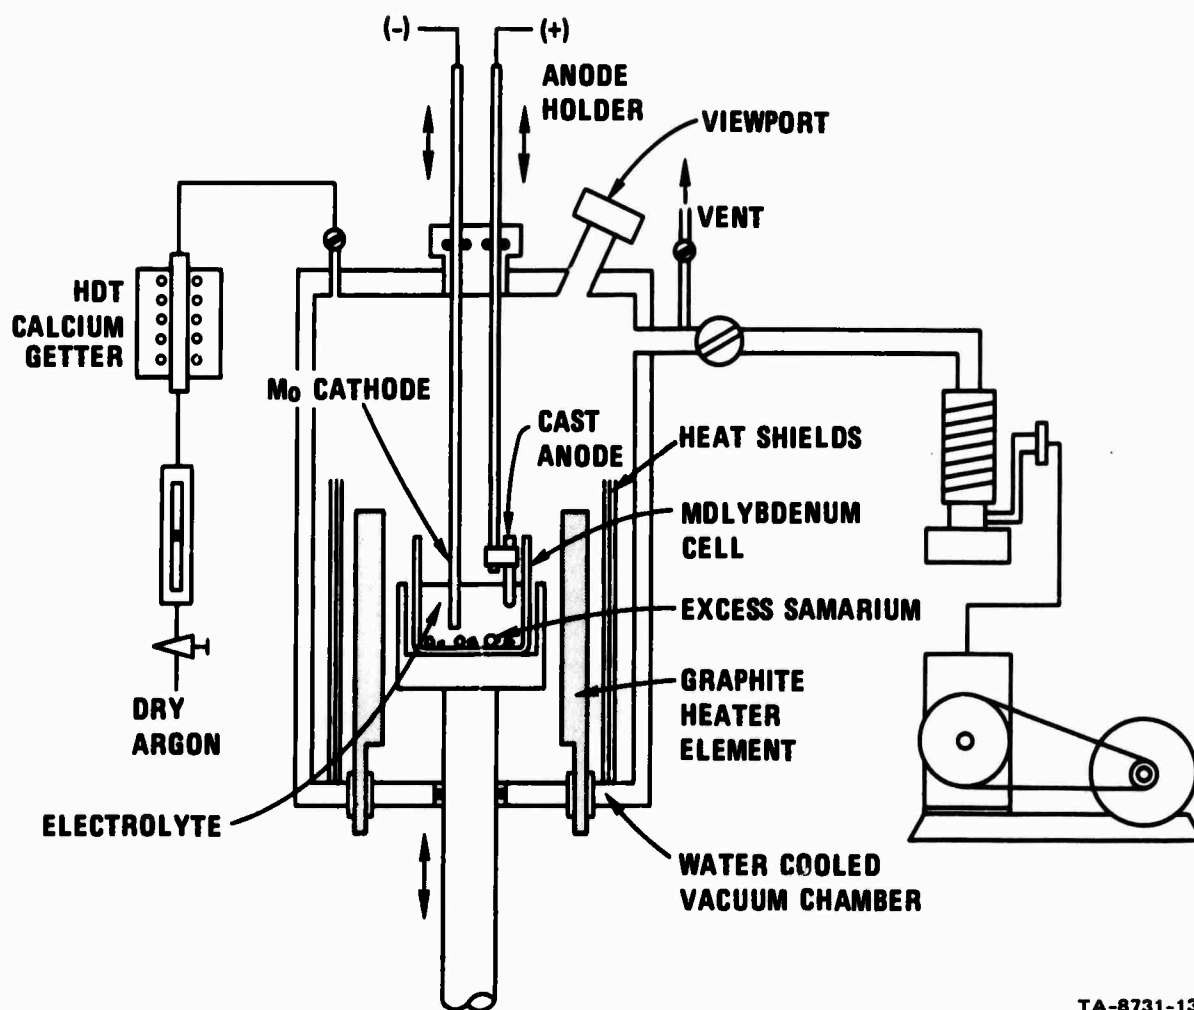 (-)
(+)
ANODE
HOLDER
VIEWPORT
VENT
HDT
CALCIUM
GETTER
Mo CATHODE
CAST
ANODE
HEAT SHIELDS
MDLYBDENUM
CELL
EXCESS SAMARIUM
GRAPHITE
HEATER
ELEMENT
DRY
ARGON
ELECTROLYTE
WATER COOLED
VACUUM CHAMBER
TA-8731-13